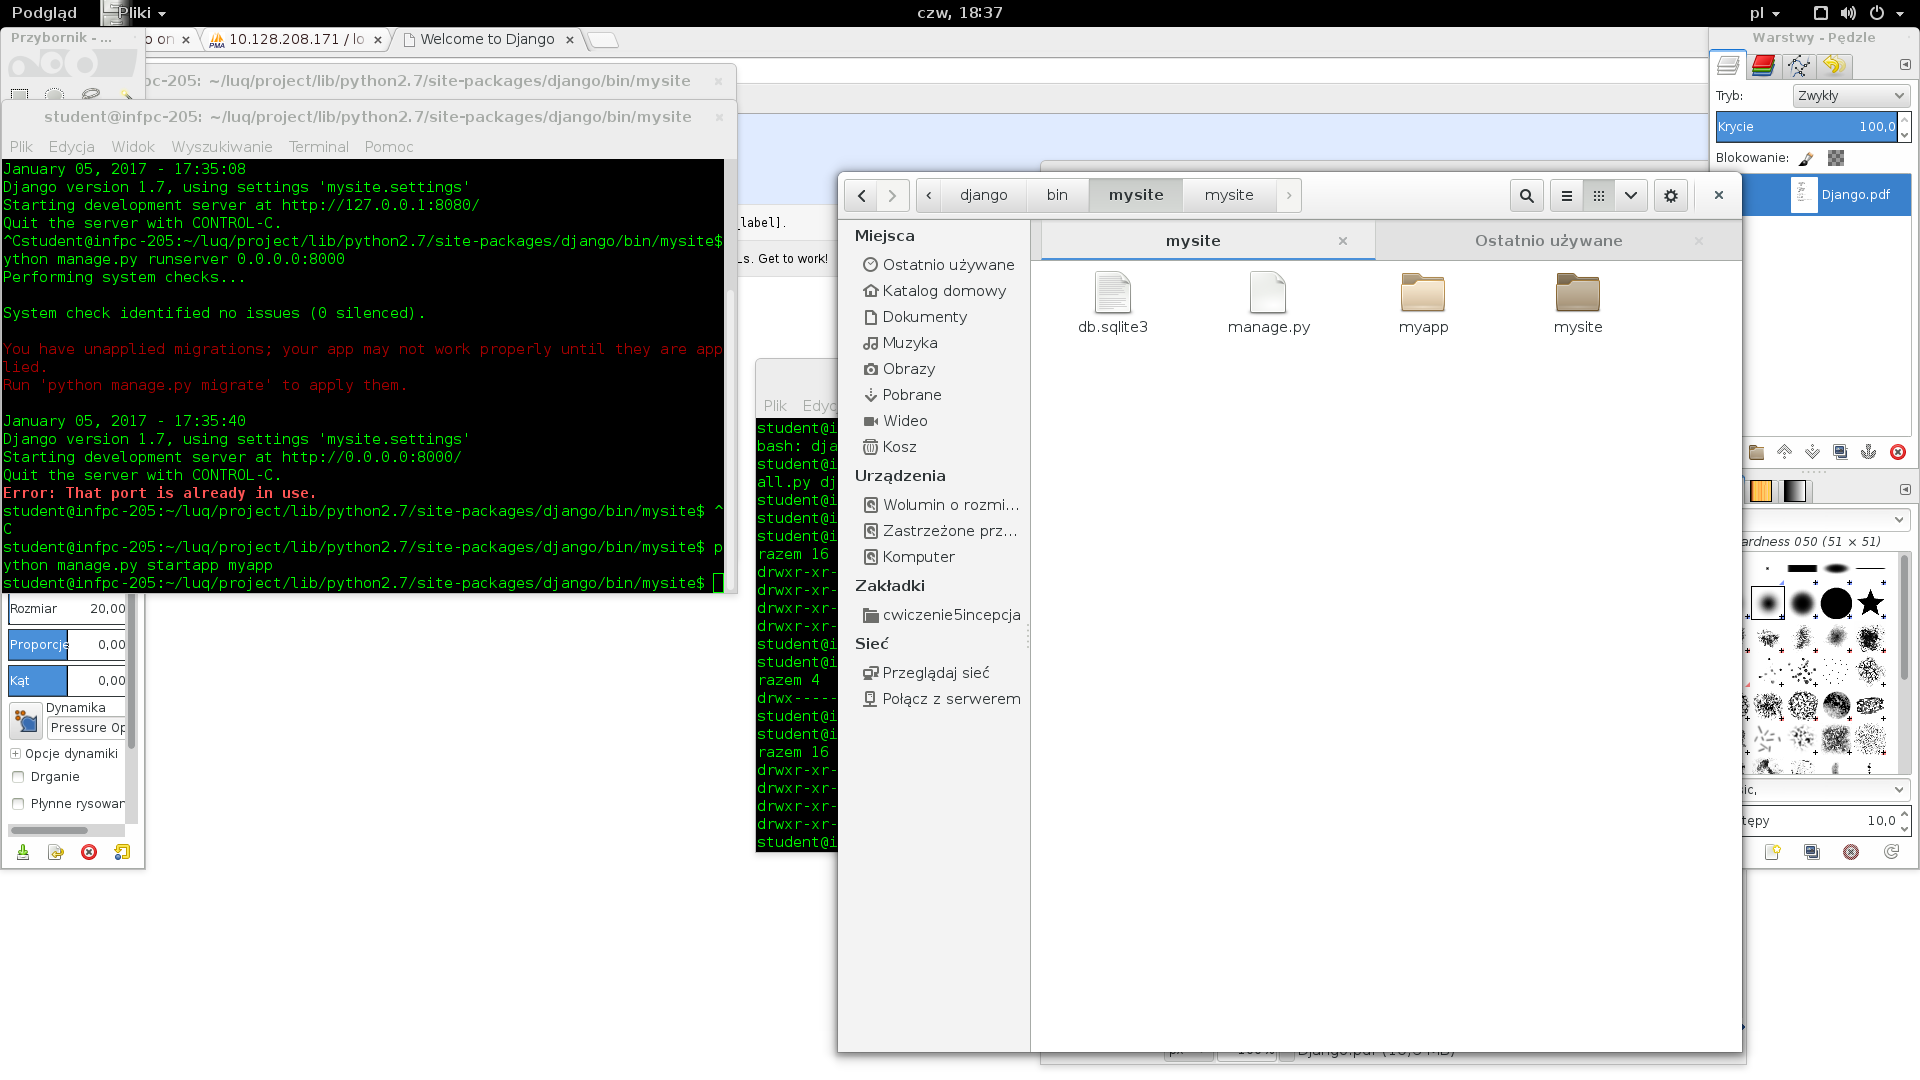 Podgląd
Pliki
czw, 18:37
pl
Przybornik - ...
o on
10.128.208.171 / lo
Welcome to Django
Warstwy - Pędzle
pc-205: ~/luq/project/lib/python2.7/site-packages/django/bin/mysite
student@infpc-205: ~/luq/project/lib/python2.7/site-packages/django/bin/mysite
Plik Edycja Widok Wyszukiwanie Terminal Pomoc
January 05, 2017 - 17:35:08
Django version 1.7, using settings 'mysite.settings'
Starting development server at http://127.0.0.1:8080/
Quit the server with CONTROL-C.
^Cstudent@infpc-205:~/luq/project/lib/python2.7/site-packages/django/bin/mysite$
ython manage.py runserver 0.0.0.0:8000
Performing system checks...
System check identified no issues (0 silenced).
You have unapplied migrations; your app may not work properly until they are app
lied.
Run 'python manage.py migrate' to apply them.
January 05, 2017 - 17:35:40
Django version 1.7, using settings 'mysite.settings'
Starting development server at http://0.0.0.0:8000/
Quit the server with CONTROL-C.
Error: That port is already in use.
student@infpc-205:~/luq/project/lib/python2.7/site-packages/django/bin/mysite$ ^
C
student@infpc-205:~/luq/project/lib/python2.7/site-packages/django/bin/mysite$ p
ython manage.py startapp myapp
student@infpc-205:~/luq/project/lib/python2.7/site-packages/django/bin/mysite$
Rozmiar 20,00
Proporcje 0,00
Kąt 0,00
Dynamika
Pressure Op
Opcje dynamiki
Drganie
Płynne rysowan
_label].
s. Get to work!
Plik Edyc
student@i
bash: dja
student@i
all.py dj
student@i
student@i
student@i
razem 16
drwxr-xr-
drwxr-xr-
drwxr-xr-
drwxr-xr-
student@i
student@i
razem 4
drwx-----
student@i
student@i
razem 16
drwxr-xr-
drwxr-xr-
drwxr-xr-
drwxr-xr-
student@i
django bin mysite mysite
mysite
Ostatnio używane
Miejsca
Ostatnio używane
Katalog domowy
Dokumenty
Muzyka
Obrazy
Pobrane
Wideo
Kosz
Urządzenia
Wolumin o rozmi...
Zastrzeżone prz...
Komputer
Zakładki
cwiczenie5incepcja
Sieć
Przeglądaj sieć
Połącz z serwerem
db.sqlite3
manage.py
myapp
mysite
Tryb: Zwykły
Krycie 100,0
Blokowanie:
Django.pdf
ardness 050 (51 × 51)
sic,
tępy 10,0